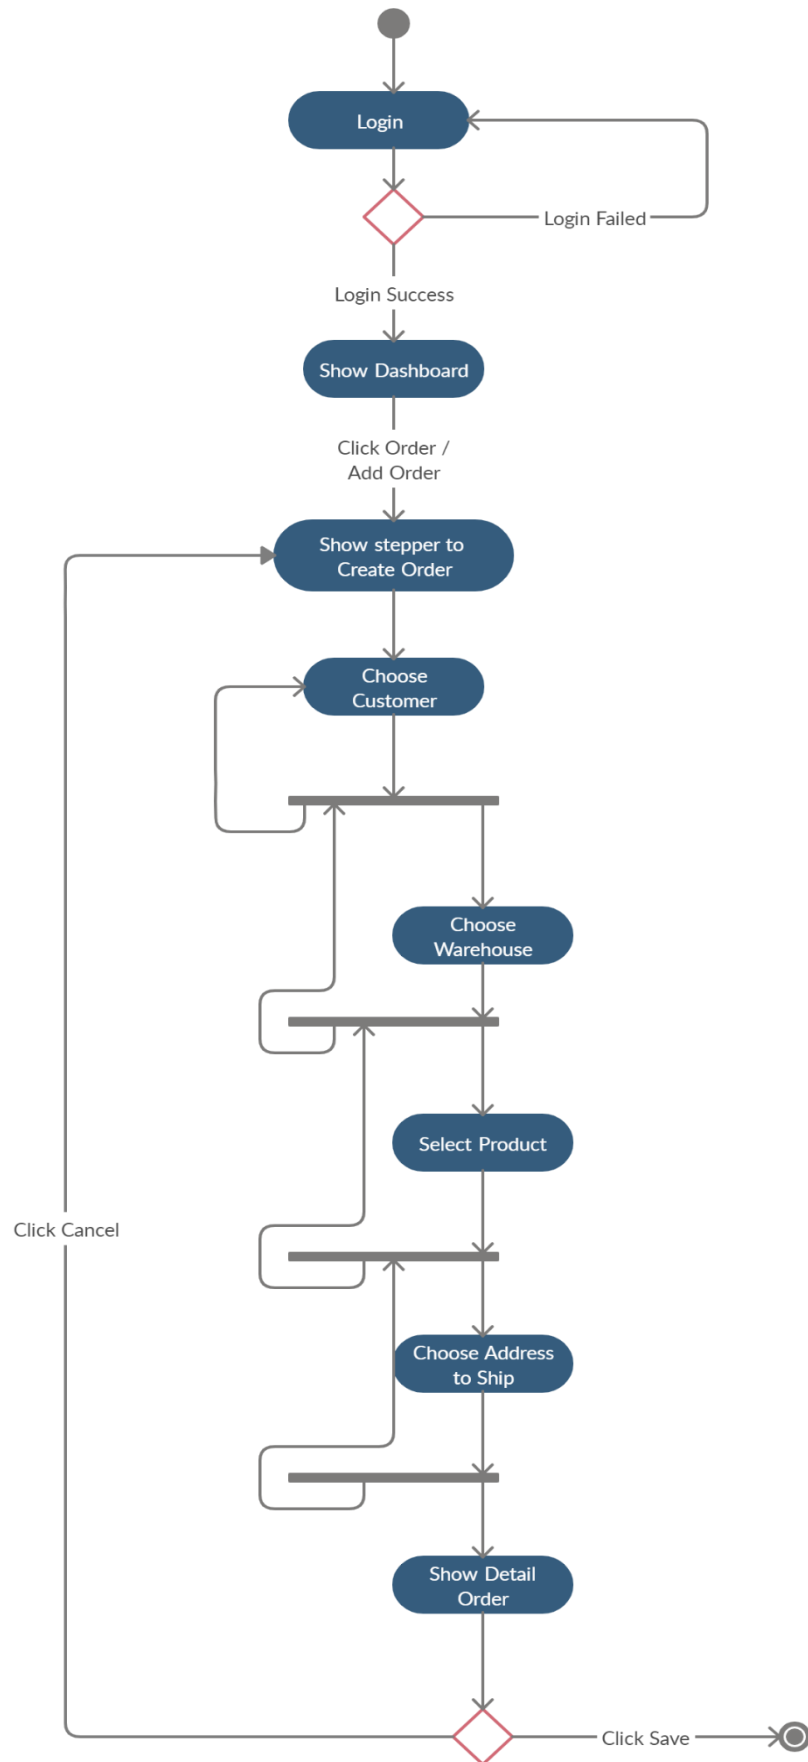 Login
Login Failed
Login Success
Show Dashboard
Click Order /
Add Order
Show stepper to
Create Order
Choose
Customer
Choose
Warehouse
Select Product
Click Cancel
Choose Address
to Ship
Show Detail
Order
Click Save